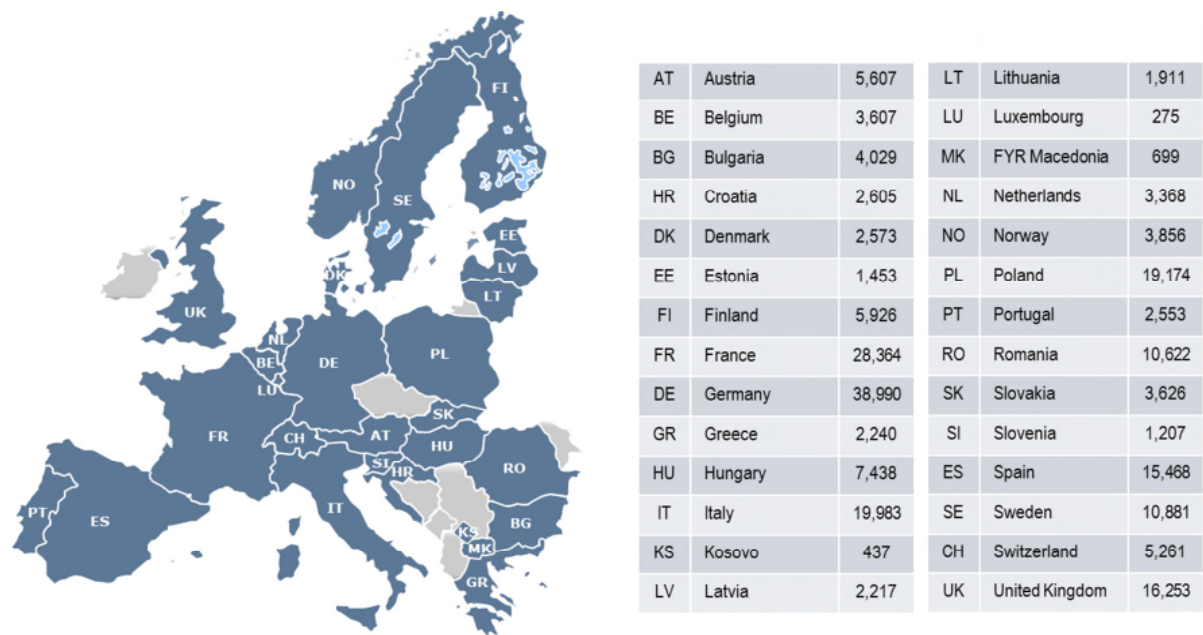 FI
NO
SE
EE
LV
DK
LT
UK
NL
BE
DE
PL
LU
SK
FR
CH
AT
HU
SI
HR
RO
IT
PT
ES
BG
KS
MK
GR
AT Austria 5,607
BE Belgium 3,607
BG Bulgaria 4,029
HR Croatia 2,605
DK Denmark 2,573
EE Estonia 1,453
FI Finland 5,926
FR France 28,364
DE Germany 38,990
GR Greece 2,240
HU Hungary 7,438
IT Italy 19,983
KS Kosovo 437
LV Latvia 2,217
LT Lithuania 1,911
LU Luxembourg 275
MK FYR Macedonia 699
NL Netherlands 3,368
NO Norway 3,856
PL Poland 19,174
PT Portugal 2,553
RO Romania 10,622
SK Slovakia 3,626
SI Slovenia 1,207
ES Spain 15,468
SE Sweden 10,881
CH Switzerland 5,261
UK United Kingdom 16,253